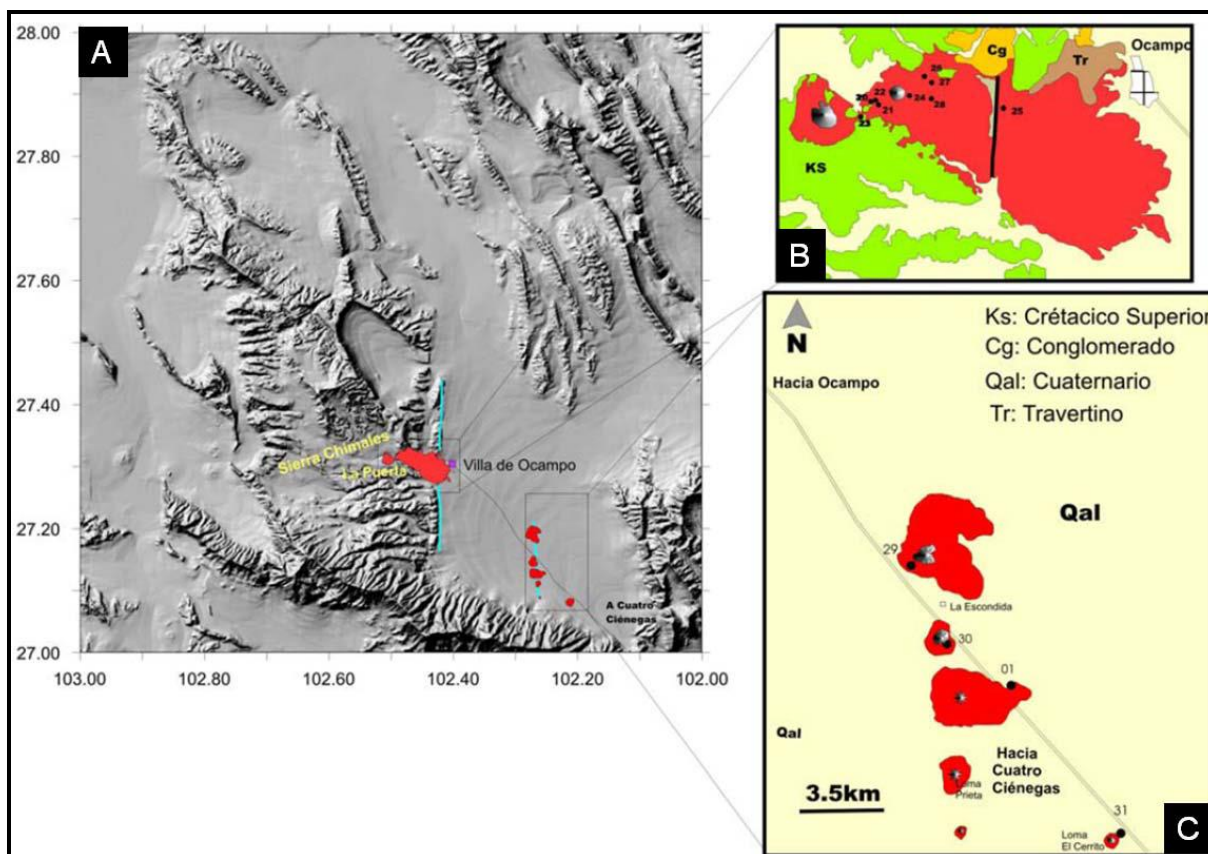 A
28.00
27.80
27.60
27.40
27.20
27.00
103.00 102.80 102.60 102.40 102.20 102.00
Sierra Chimales
La Puerta
Villa de Ocampo
A Cuatro
Ciénegas
B
Cg
Tr
Ocampo
KS
26
27
22
24
28
21
23
25
C
N
Ks: Crétacico Superior
Cg: Conglomerado
Qal: Cuaternario
Tr: Travertino
Hacia Ocampo
Qal
29
La Escondida
30
01
Qal
Hacia
Cuatro
Ciénegas
Loma
Prieta
3.5km
31
Loma
El Cerrito